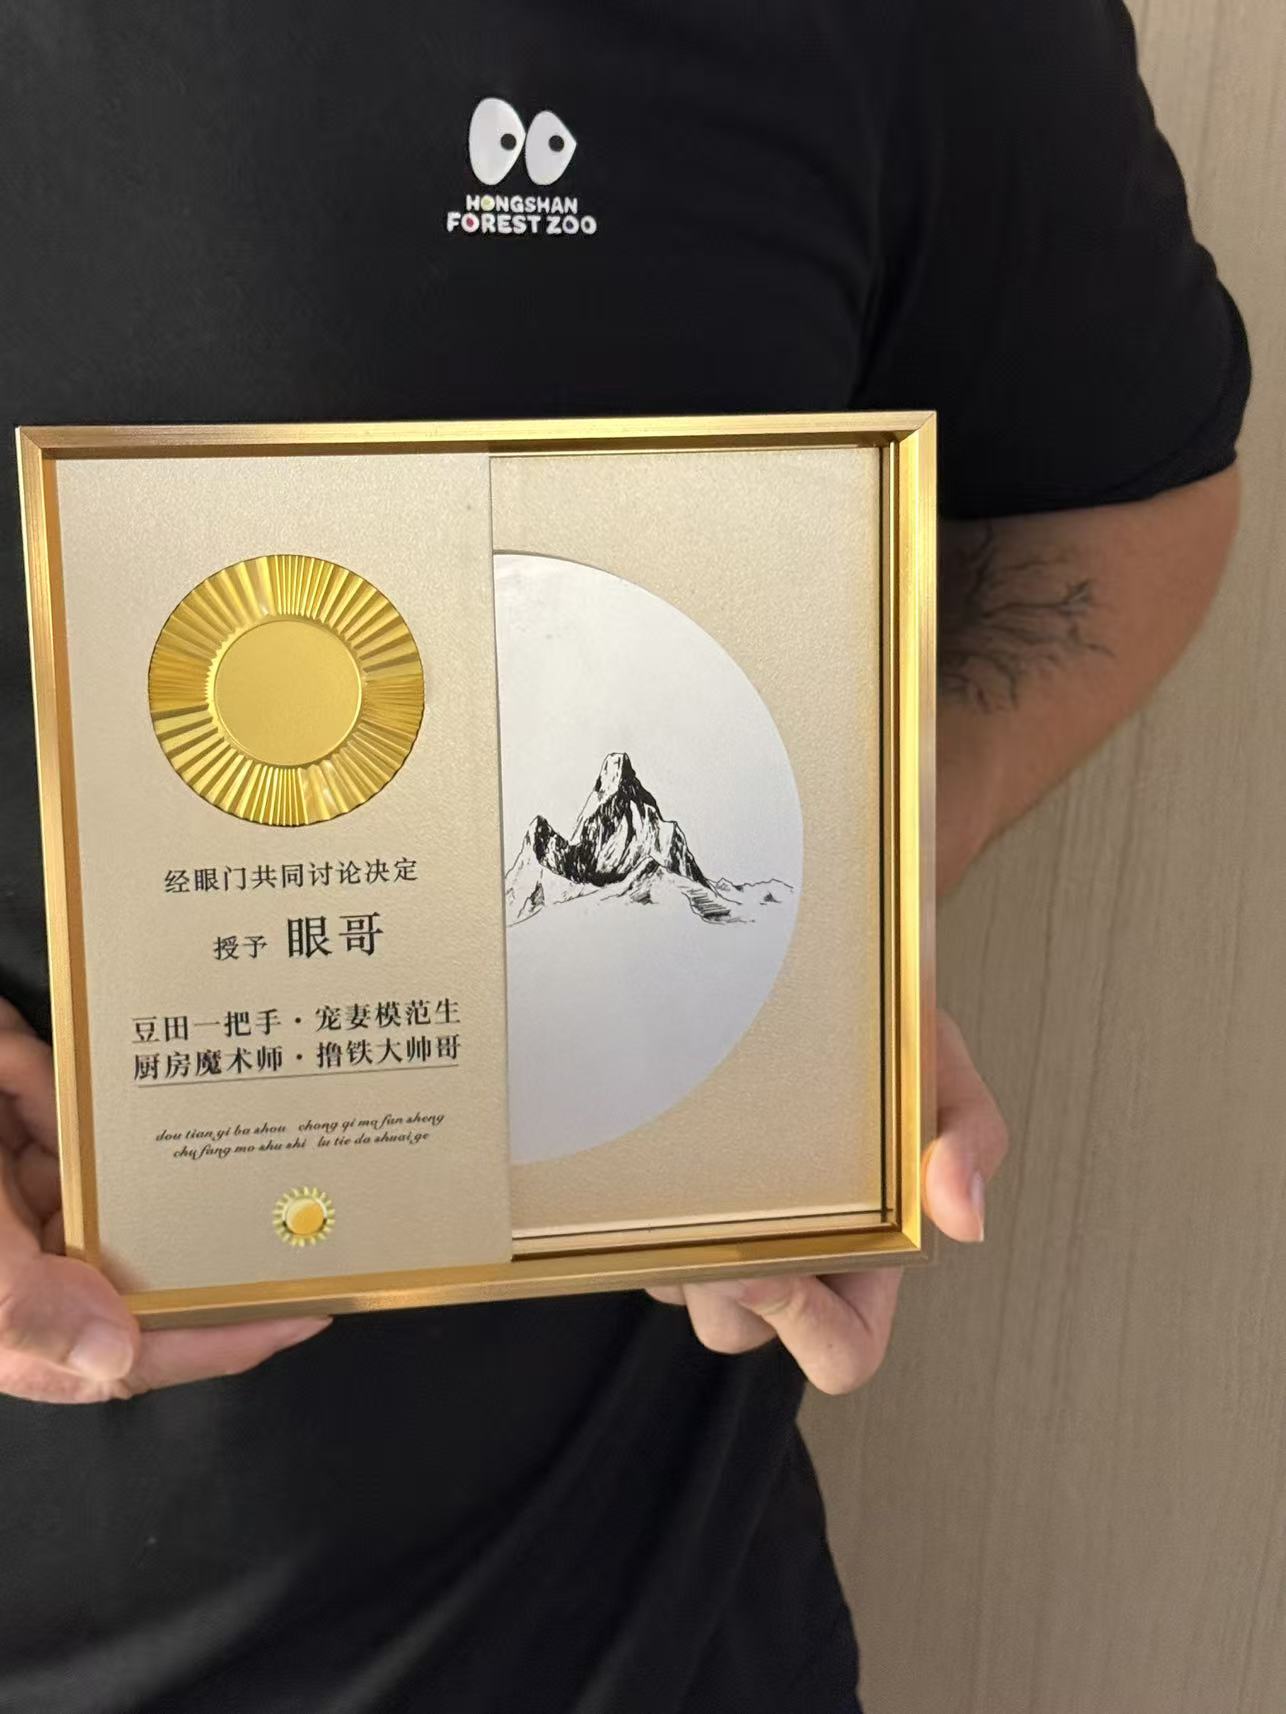 HONGSHAN
FOREST ZOO
经眼门共同讨论决定
授予 眼哥
豆田一把手·宠妻模范生
厨房魔术师·撸铁大帅哥
dou tian yi ba shou chong qi mo fan sheng
chu fang mo shu shi lu tie da shuai ge